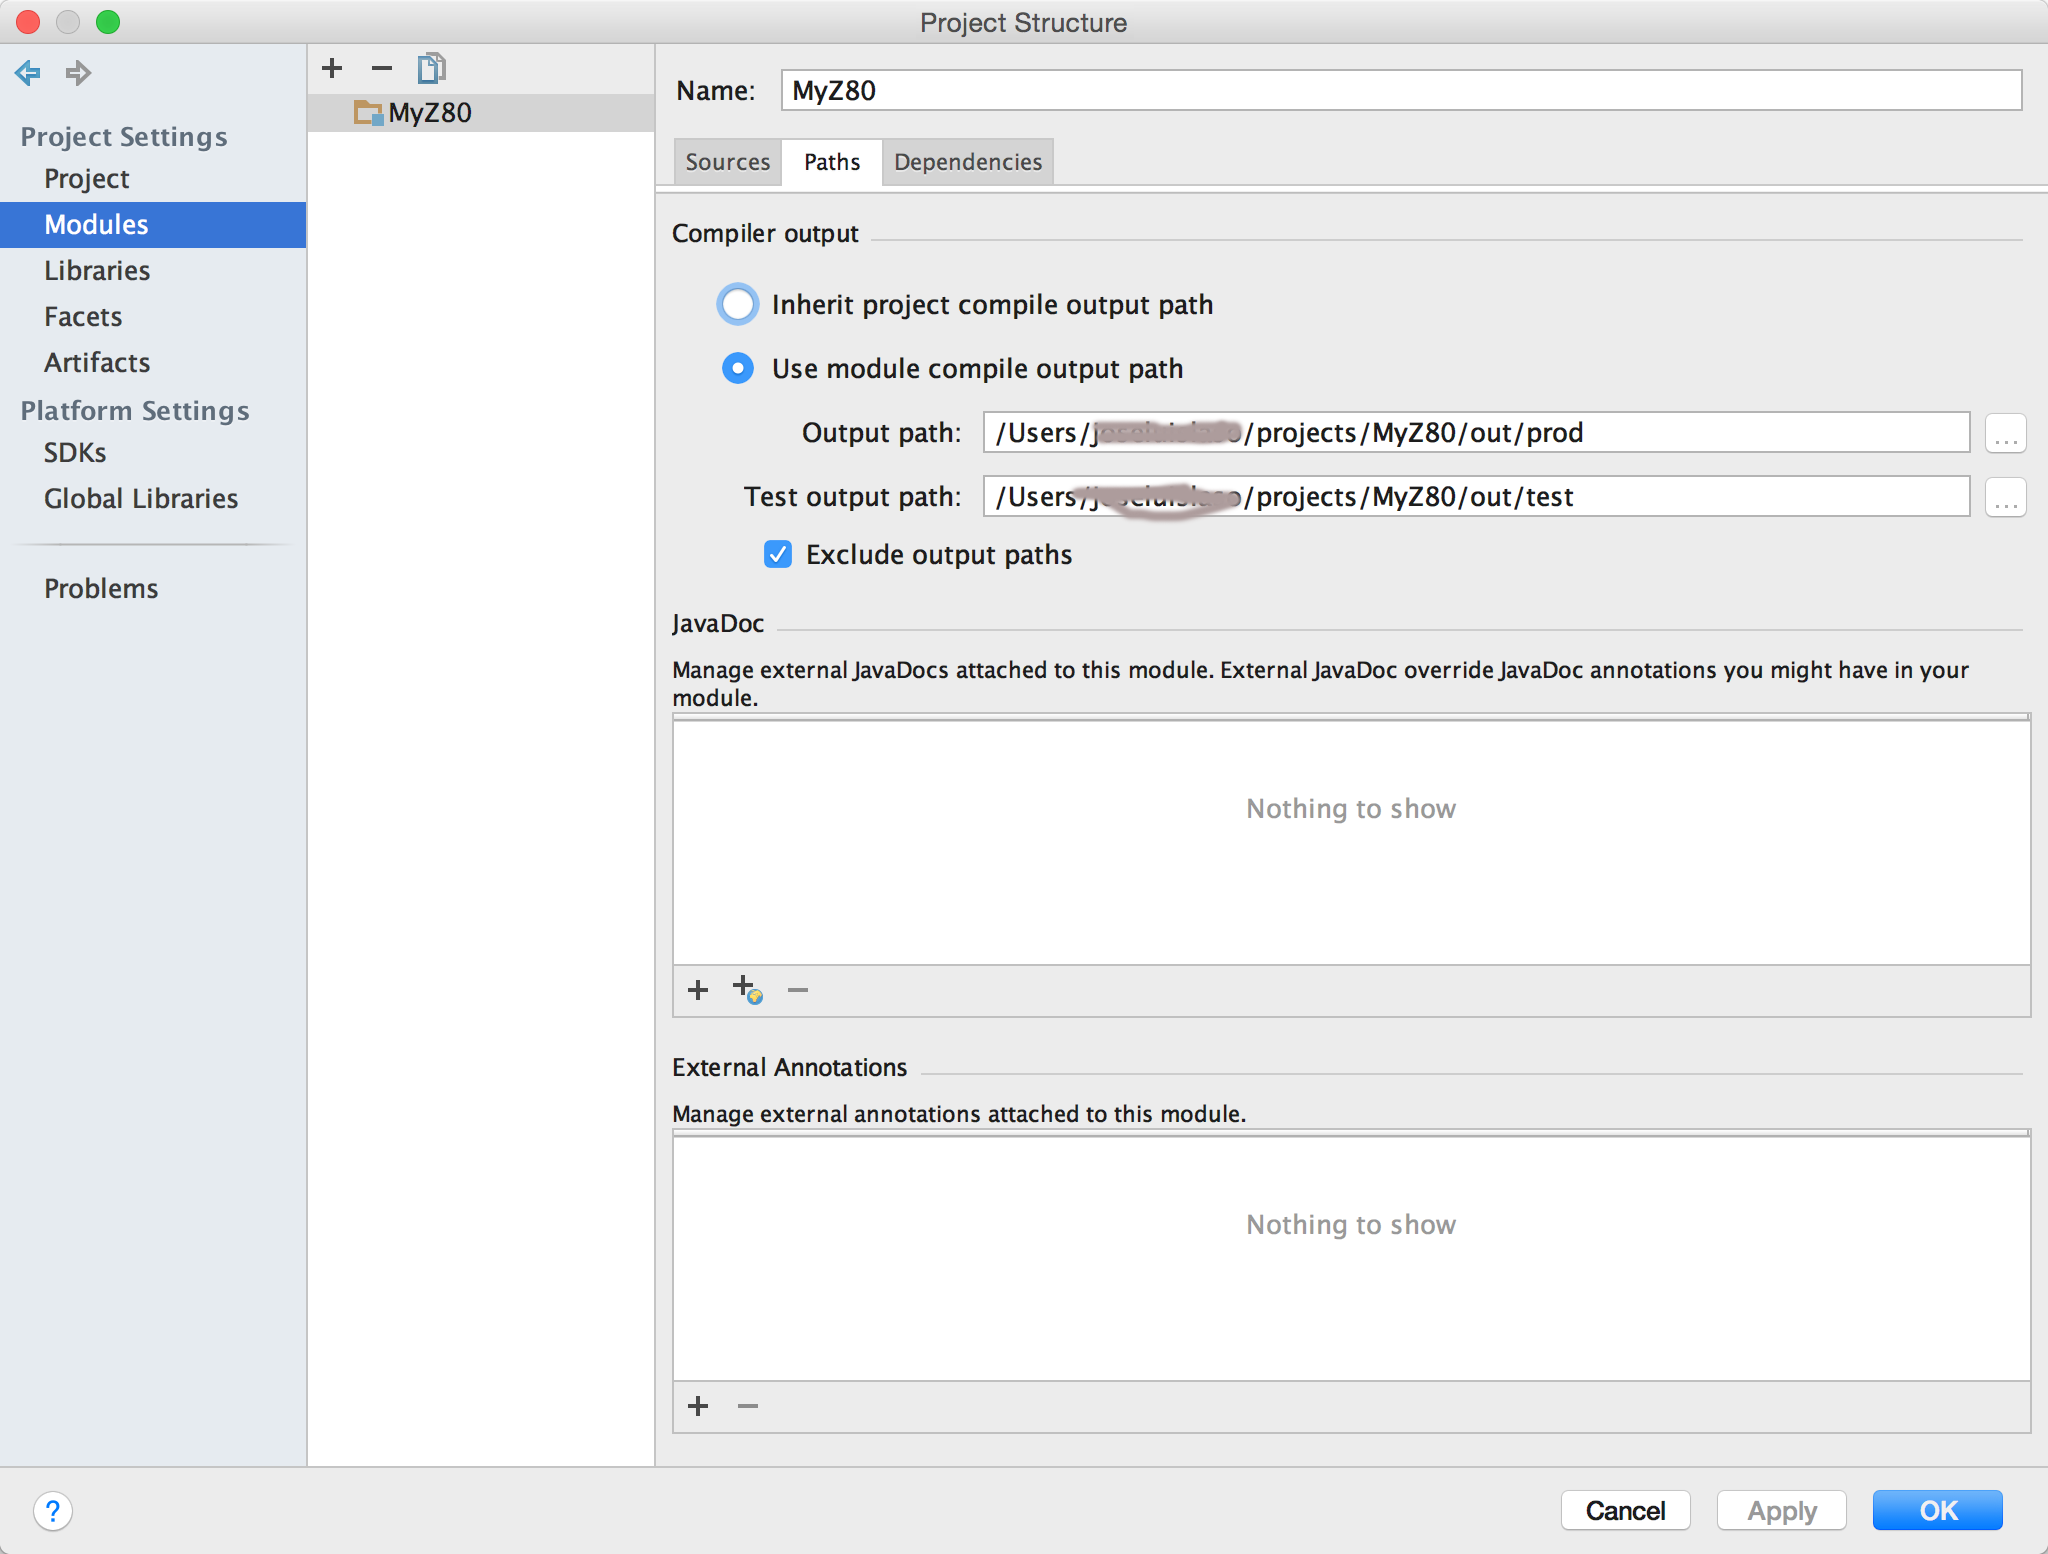 Project Structure
Project Settings
Project
Modules
Libraries
Facets
Artifacts
Platform Settings
SDKs
Global Libraries
Problems
MyZ80
Name: MyZ80
Sources Paths Dependencies
Compiler output
Inherit project compile output path
Use module compile output path
Output path: /Users/ /projects/MyZ80/out/prod ...
Test output path: /Users/ /projects/MyZ80/out/test ...
Exclude output paths
JavaDoc
Manage external JavaDocs attached to this module. External JavaDoc override JavaDoc annotations you might have in your
module.
Nothing to show
External Annotations
Manage external annotations attached to this module.
Nothing to show
? Cancel Apply OK